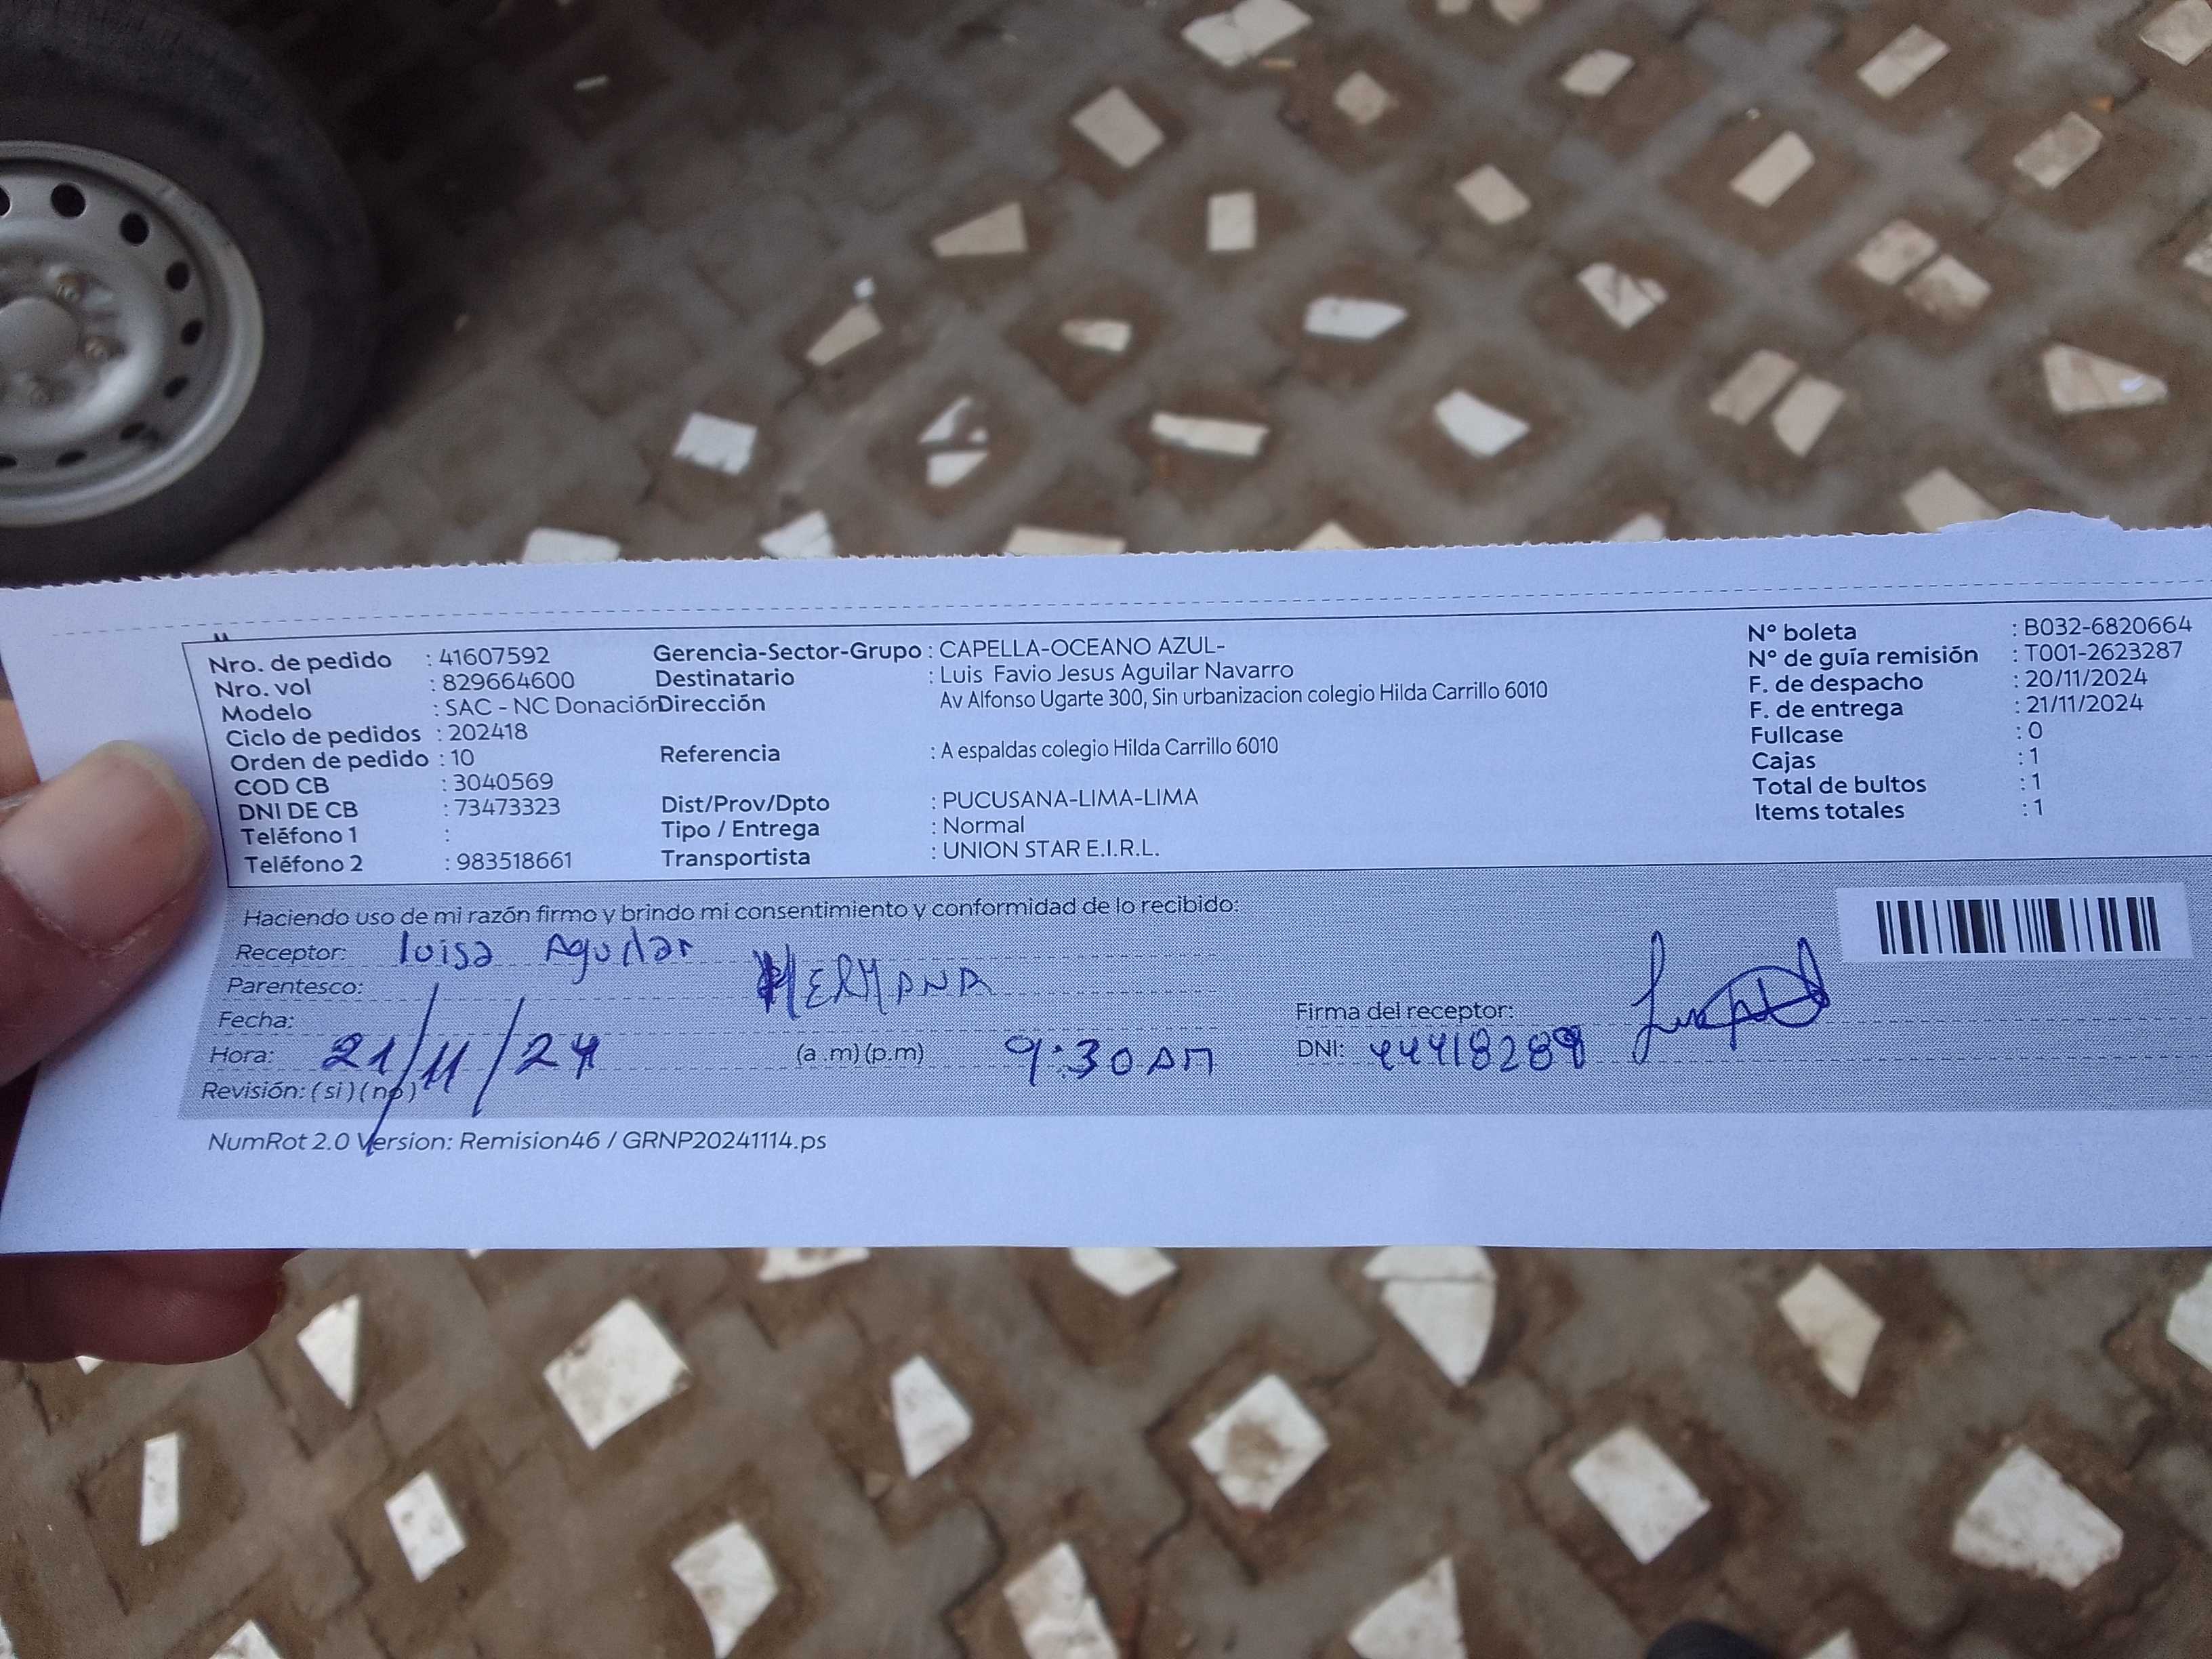 Nro. de pedido : 41607592
Nro. vol : 829664600
Modelo : SAC - NC Donación
Ciclo de pedidos : 202418
Orden de pedido : 10
COD CB : 3040569
DNI DE CB : 73473323
Teléfono 1 :
Teléfono 2 : 983518661
Gerencia-Sector-Grupo : CAPELLA-OCEANO AZUL-
Destinatario : Luis Favio Jesus Aguilar Navarro
Dirección Av Alfonso Ugarte 300, Sin urbanizacion colegio Hilda Carrillo 6010
Referencia : A espaldas colegio Hilda Carrillo 6010
Dist/Prov/Dpto : PUCUSANA-LIMA-LIMA
Tipo / Entrega : Normal
Transportista : UNION STAR E.I.R.L.
N° boleta : B032-6820664
N° de guía remisión : T001-2623287
F. de despacho : 20/11/2024
F. de entrega : 21/11/2024
Fullcase : 0
Cajas : 1
Total de bultos : 1
Items totales : 1
Haciendo uso de mi razón firmo y brindo mi consentimiento y conformidad de lo recibido:
Receptor: luisa Aguilar
Parentesco: HERMANA
Fecha:
Hora: 21/11/24 (a .m) (p.m) 9:30 AM
Revisión: (si) (no)
Firma del receptor:
DNI: 44418289
NumRot 2.0 Version: Remision46 / GRNP20241114.ps